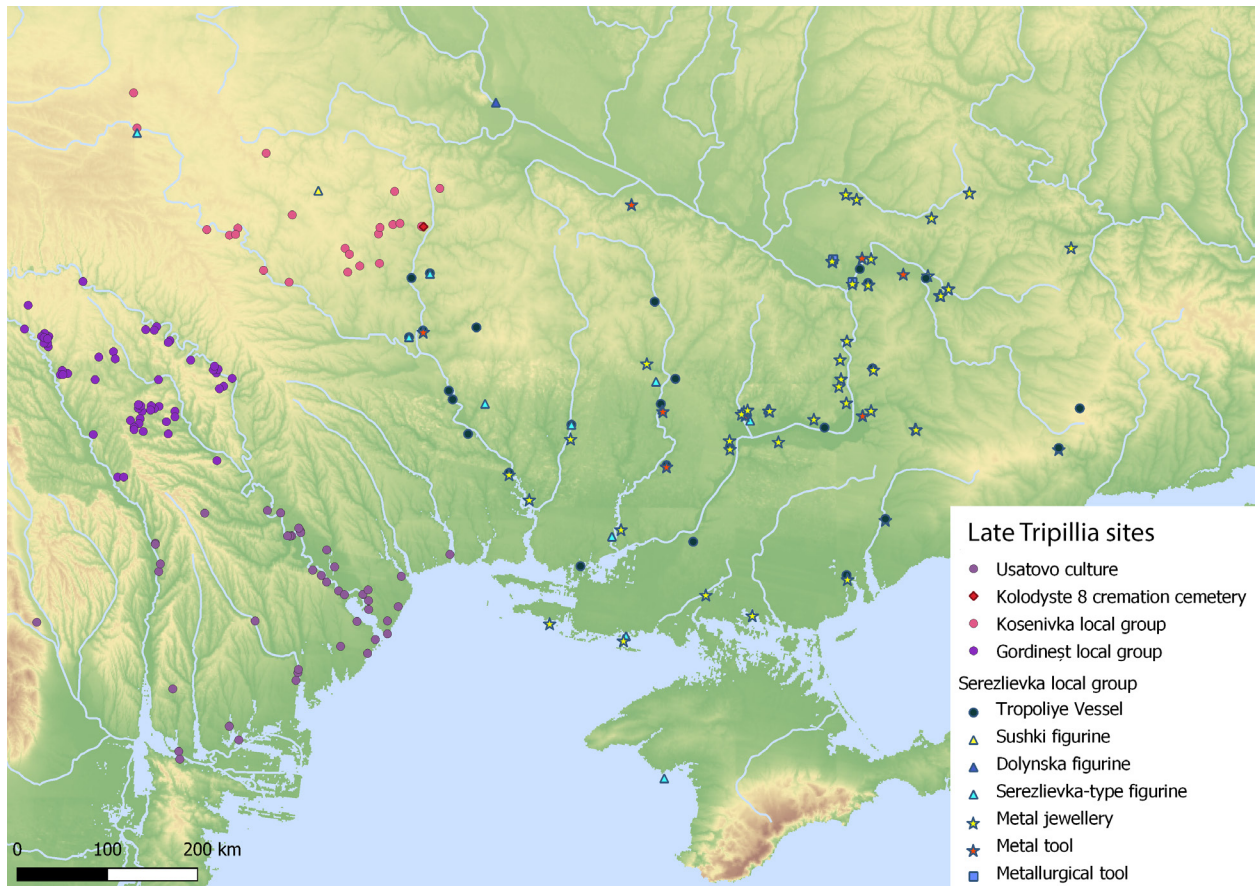 Late Tripillia sites
Usatovo culture
Kolodyste 8 cremation cemetery
Kosenivka local group
Gordineșt local group
Serezlievka local group
Tropoliye Vessel
Sushki figurine
Dolynska figurine
Serezlievka-type figurine
Metal jewellery
Metal tool
Metallurgical tool
0 100 200 km